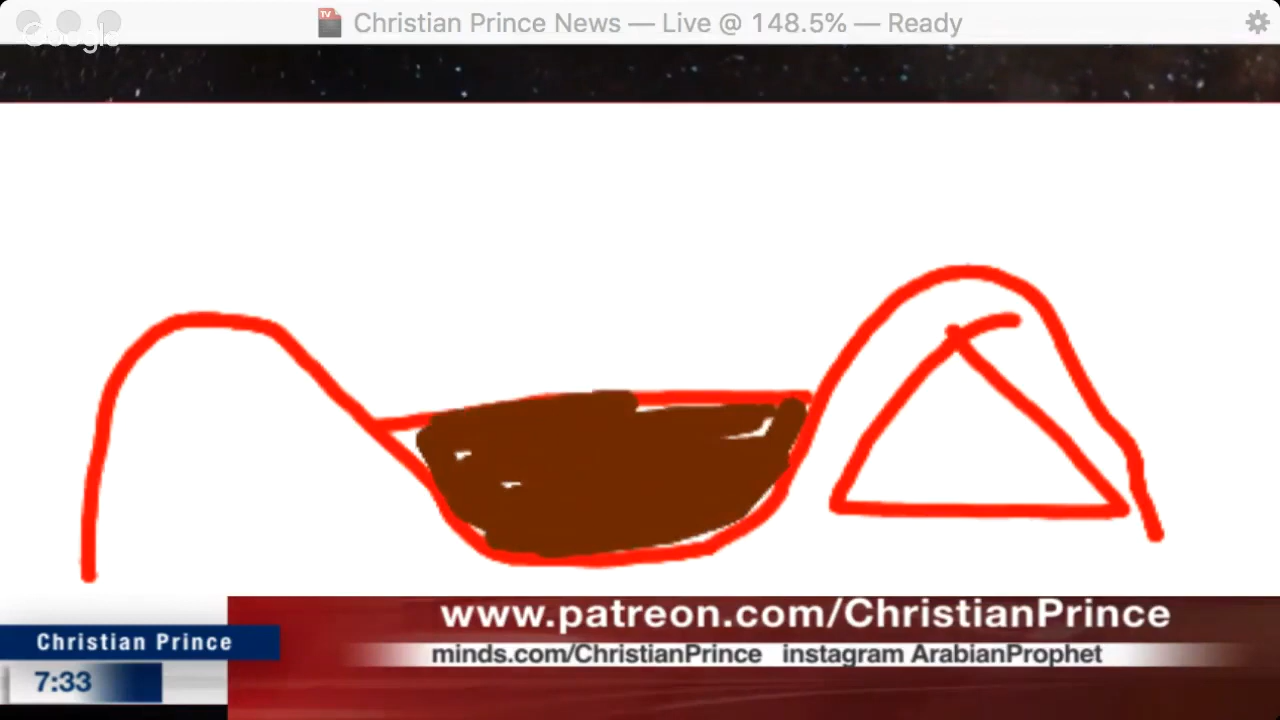 TV
Christian Prince News — Live @ 148.5% — Ready
Google
www.patreon.com/ChristianPrince
Christian Prince
minds.com/ChristianPrince instagram ArabianProphet
7:33